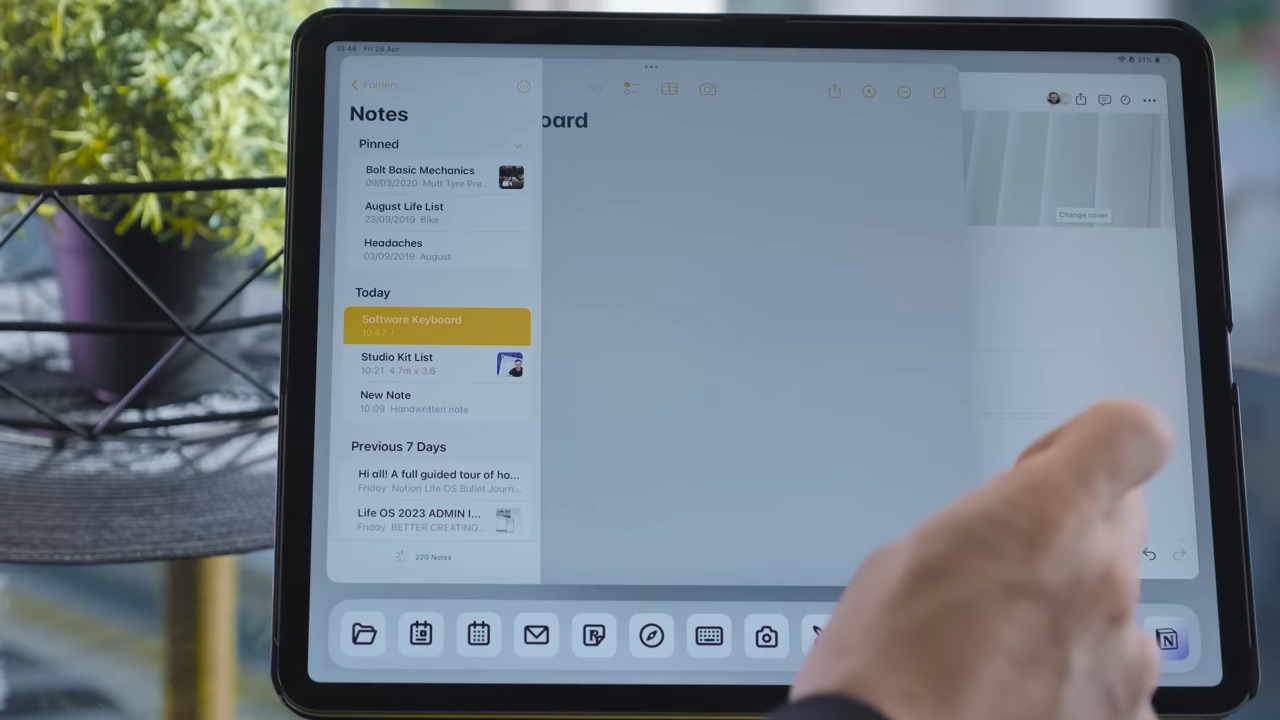 10:48 Fri 28 Apr
31%
Folders
Notes
oard
Pinned
Bolt Basic Mechanics
09/03/2020 Mutt Tyre Pre...
August Life List
23/09/2019 Bike
Headaches
03/09/2019 August
Today
Software Keyboard
10:47
Studio Kit List
10:21 4.7m x 3.6
New Note
10:09 Handwritten note
Previous 7 Days
Hi all! A full guided tour of ho...
Friday Notion Life OS Bullet Journ...
Life OS 2023 ADMIN I...
Friday BETTER CREATING...
220 Notes
Change cover
N